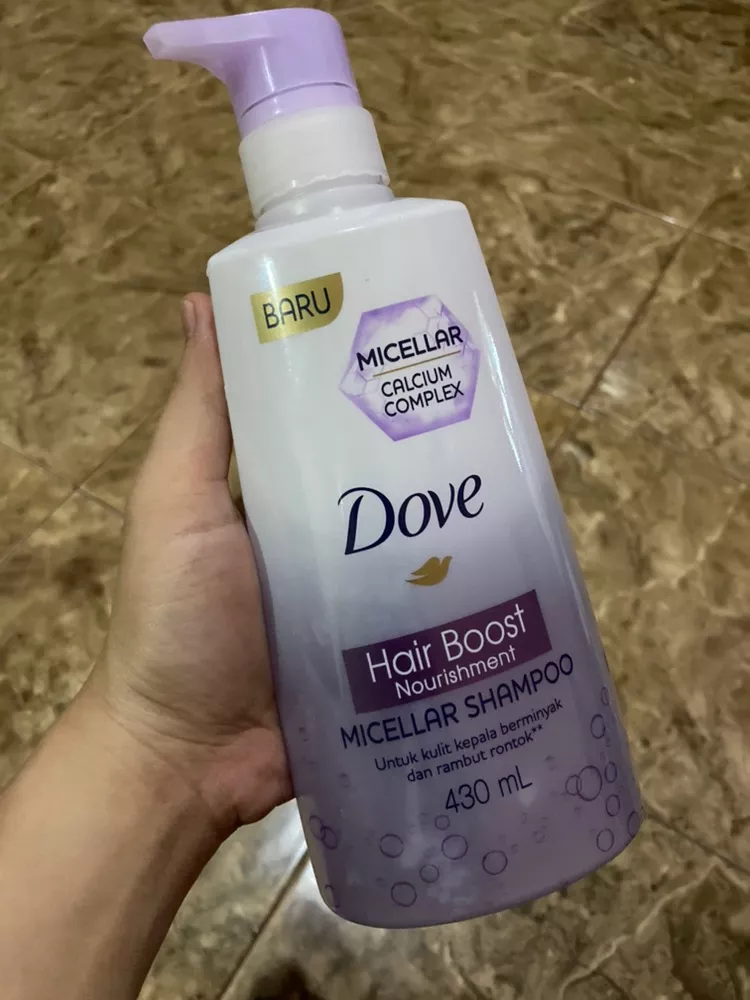 BARU
MICELLAR
CALCIUM
COMPLEX
Dove
Hair Boost
Nourishment
MICELLAR SHAMPOO
Untuk kulit kepala berminyak
dan rambut rontok**
430 mL